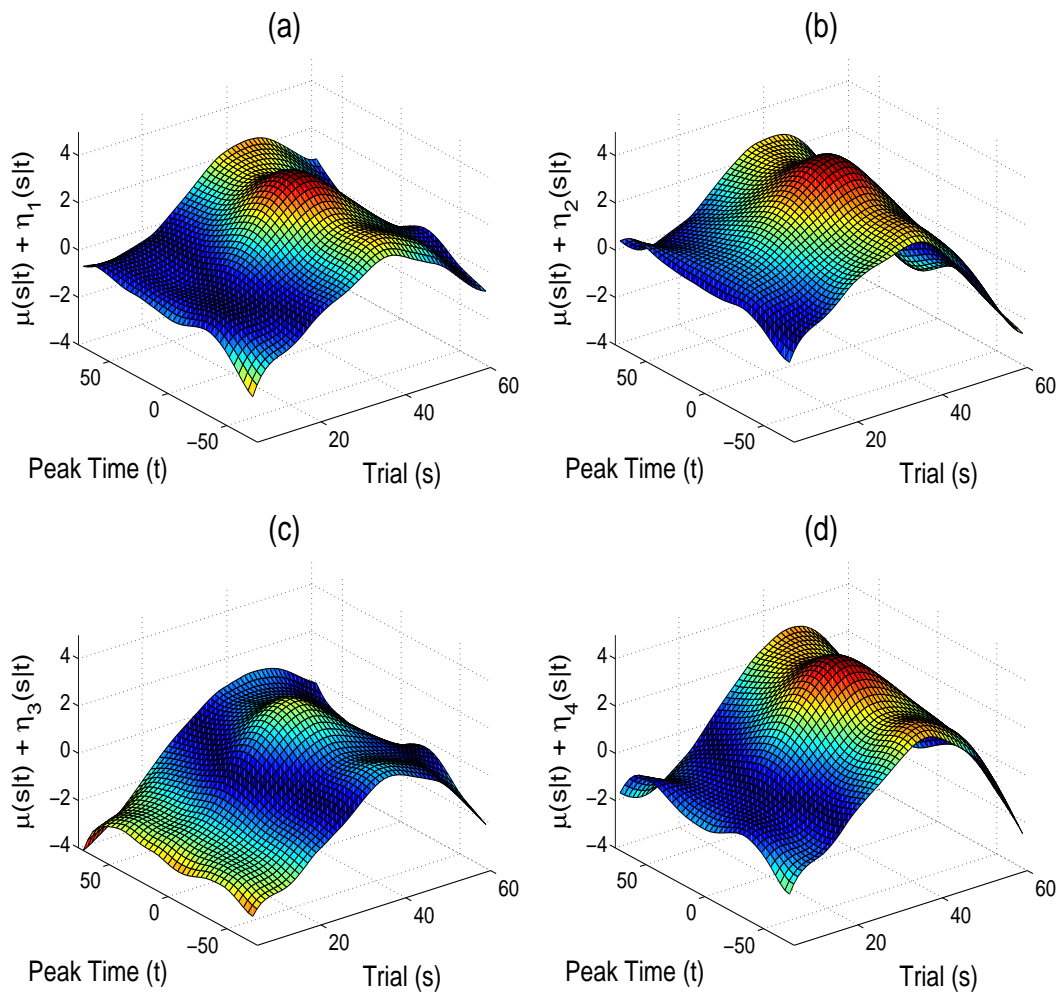 (a)
μ(s|t) + η₁(s|t)
4
2
0
−2
−4
50
0
−50
20
40
60
Peak Time (t)
Trial (s)
(b)
μ(s|t) + η₂(s|t)
4
2
0
−2
−4
50
0
−50
20
40
60
Peak Time (t)
Trial (s)
(c)
μ(s|t) + η₃(s|t)
4
2
0
−2
−4
50
0
−50
20
40
60
Peak Time (t)
Trial (s)
(d)
μ(s|t) + η₄(s|t)
4
2
0
−2
−4
50
0
−50
20
40
60
Peak Time (t)
Trial (s)